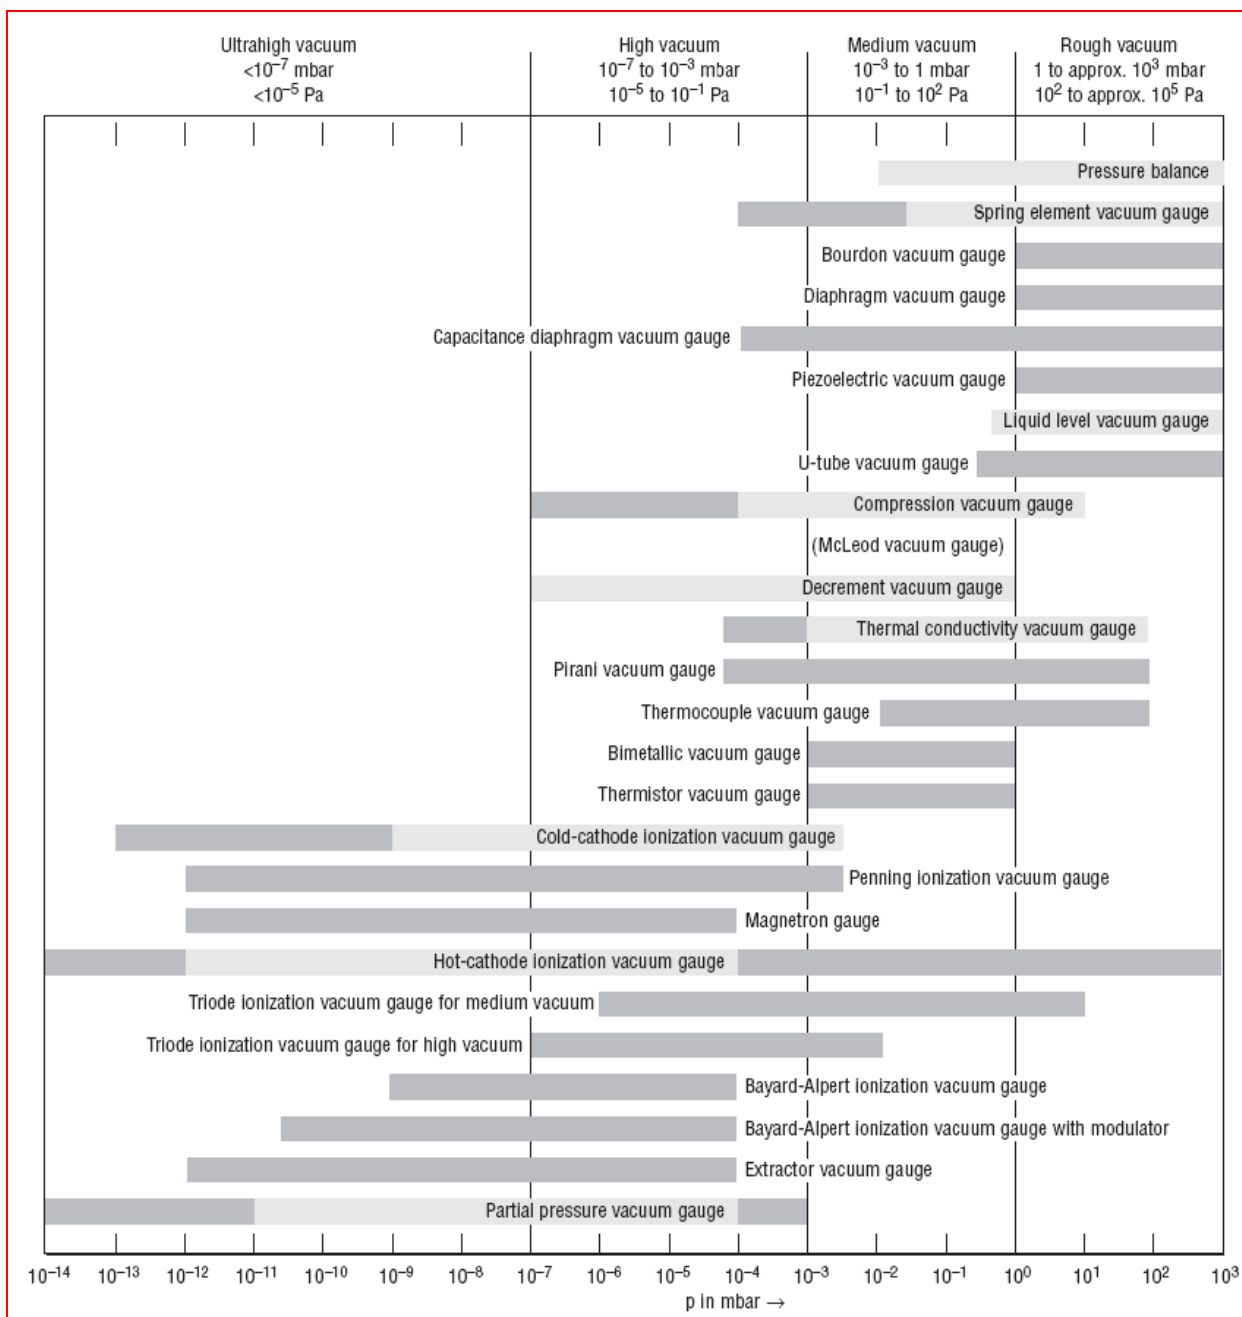 Ultrahigh vacuum
<10⁻⁷ mbar
<10⁻⁵ Pa
High vacuum
10⁻⁷ to 10⁻³ mbar
10⁻⁵ to 10⁻¹ Pa
Medium vacuum
10⁻³ to 1 mbar
10⁻¹ to 10² Pa
Rough vacuum
1 to approx. 10³ mbar
10² to approx. 10⁵ Pa
Pressure balance
Spring element vacuum gauge
Bourdon vacuum gauge
Diaphragm vacuum gauge
Capacitance diaphragm vacuum gauge
Piezoelectric vacuum gauge
Liquid level vacuum gauge
U-tube vacuum gauge
Compression vacuum gauge
(McLeod vacuum gauge)
Decrement vacuum gauge
Thermal conductivity vacuum gauge
Pirani vacuum gauge
Thermocouple vacuum gauge
Bimetallic vacuum gauge
Thermistor vacuum gauge
Cold-cathode ionization vacuum gauge
Penning ionization vacuum gauge
Magnetron gauge
Hot-cathode ionization vacuum gauge
Triode ionization vacuum gauge for medium vacuum
Triode ionization vacuum gauge for high vacuum
Bayard-Alpert ionization vacuum gauge
Bayard-Alpert ionization vacuum gauge with modulator
Extractor vacuum gauge
Partial pressure vacuum gauge
10⁻¹⁴ 10⁻¹³ 10⁻¹² 10⁻¹¹ 10⁻¹⁰ 10⁻⁹ 10⁻⁸ 10⁻⁷ 10⁻⁶ 10⁻⁵ 10⁻⁴ 10⁻³ 10⁻² 10⁻¹ 10⁰ 10¹ 10² 10³
p in mbar →